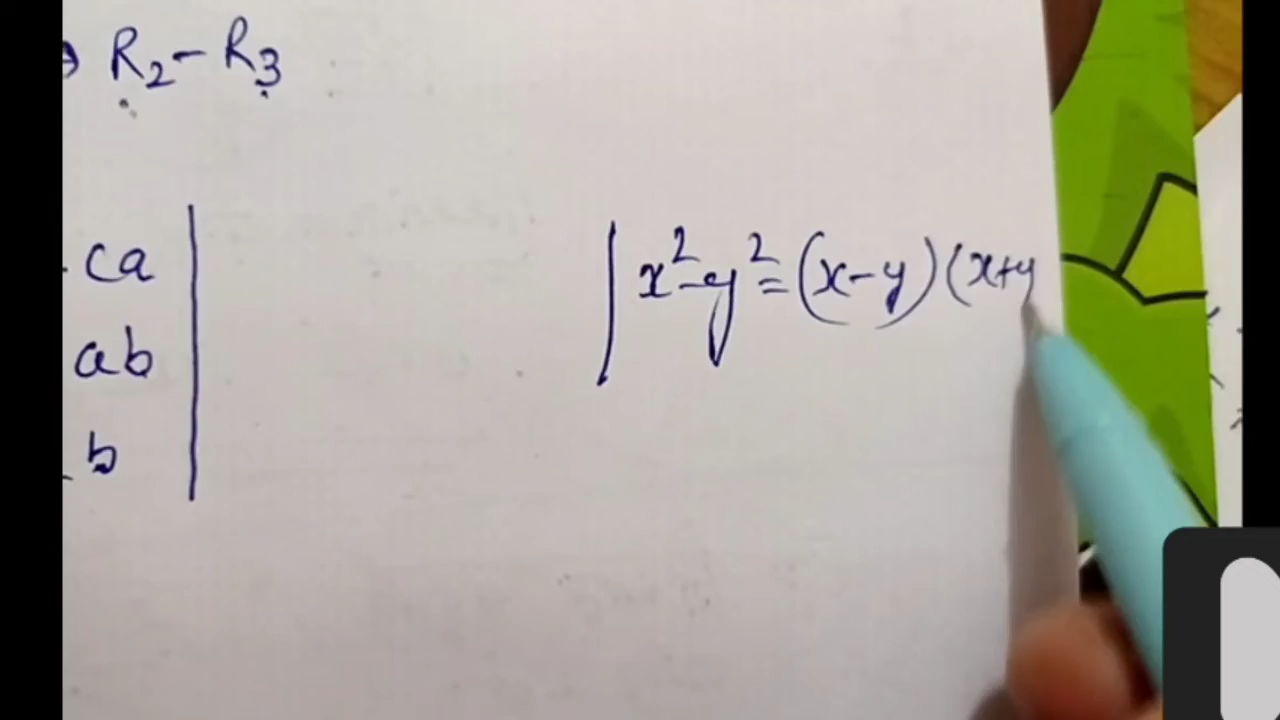 → R₂ - R₃
- ca
ab
b
x² - y² = (x - y) (x + y